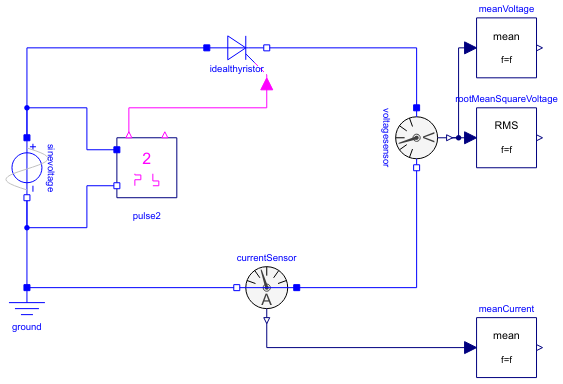 meanVoltage
mean
f=f
idealthyristor
rootMeanSquareVoltage
RMS
f=f
voltagesensor
sinevoltage
+
−
2
pulse2
currentSensor
A
ground
meanCurrent
mean
f=f